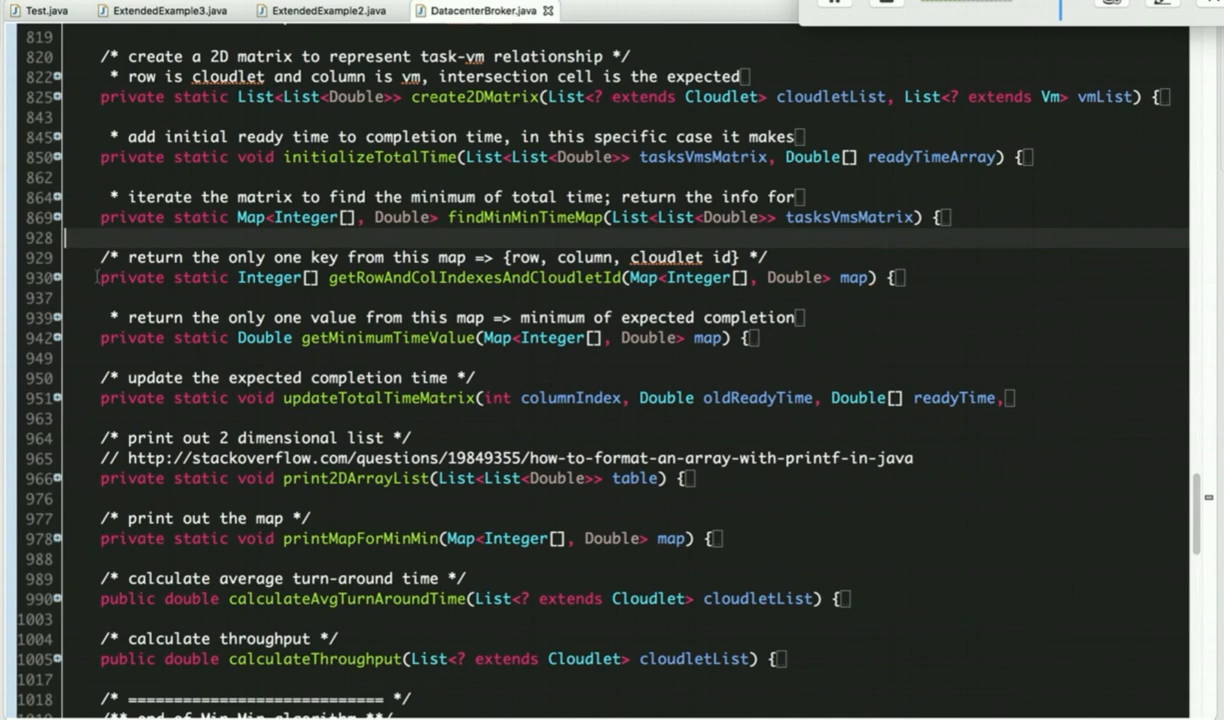 Test.java ExtendedExample3.java ExtendedExample2.java DatacenterBroker.java
819
820 /* create a 2D matrix to represent task-vm relationship */
822 * row is cloudlet and column is vm, intersection cell is the expected
825 private static List<List<Double>> create2DMatrix(List<? extends Cloudlet> cloudletList, List<? extends Vm> vmList) {
843
845 * add initial ready time to completion time, in this specific case it makes
850 private static void initializeTotalTime(List<List<Double>> tasksVmsMatrix, Double[] readyTimeArray) {
862
864 * iterate the matrix to find the minimum of total time; return the info for
869 private static Map<Integer[], Double> findMinMinTimeMap(List<List<Double>> tasksVmsMatrix) {
928
929 /* return the only one key from this map => {row, column, cloudlet id} */
930 private static Integer[] getRowAndColIndexesAndCloudletId(Map<Integer[], Double> map) {
937
939 * return the only one value from this map => minimum of expected completion
942 private static Double getMinimumTimeValue(Map<Integer[], Double> map) {
949
950 /* update the expected completion time */
951 private static void updateTotalTimeMatrix(int columnIndex, Double oldReadyTime, Double[] readyTime,
963
964 /* print out 2 dimensional list */
965 // http://stackoverflow.com/questions/19849355/how-to-format-an-array-with-printf-in-java
966 private static void print2DArrayList(List<List<Double>> table) {
976
977 /* print out the map */
978 private static void printMapForMinMin(Map<Integer[], Double> map) {
988
989 /* calculate average turn-around time */
990 public double calculateAvgTurnAroundTime(List<? extends Cloudlet> cloudletList) {
1003
1004 /* calculate throughput */
1005 public double calculateThroughput(List<? extends Cloudlet> cloudletList) {
1017
1018 /* ============================ */
1019 /** end of Min-Min algorithm **/